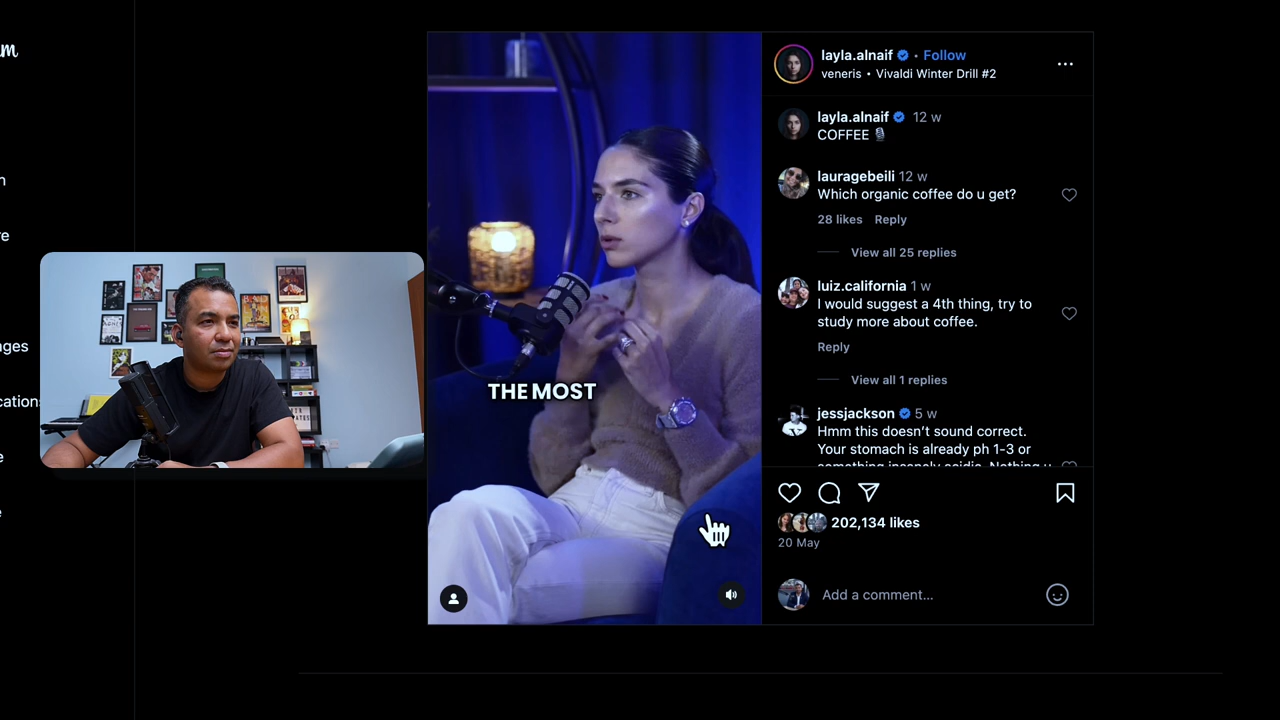 layla.alnaif • Follow
veneris • Vivaldi Winter Drill #2
layla.alnaif 12 w
COFFEE
lauragebeili 12 w
Which organic coffee do u get?
28 likes Reply
View all 25 replies
luiz.california 1 w
I would suggest a 4th thing, try to
study more about coffee.
Reply
View all 1 replies
jessjackson 5 w
Hmm this doesn't sound correct.
Your stomach is already ph 1-3 or
202,134 likes
20 May
Add a comment...
THE MOST